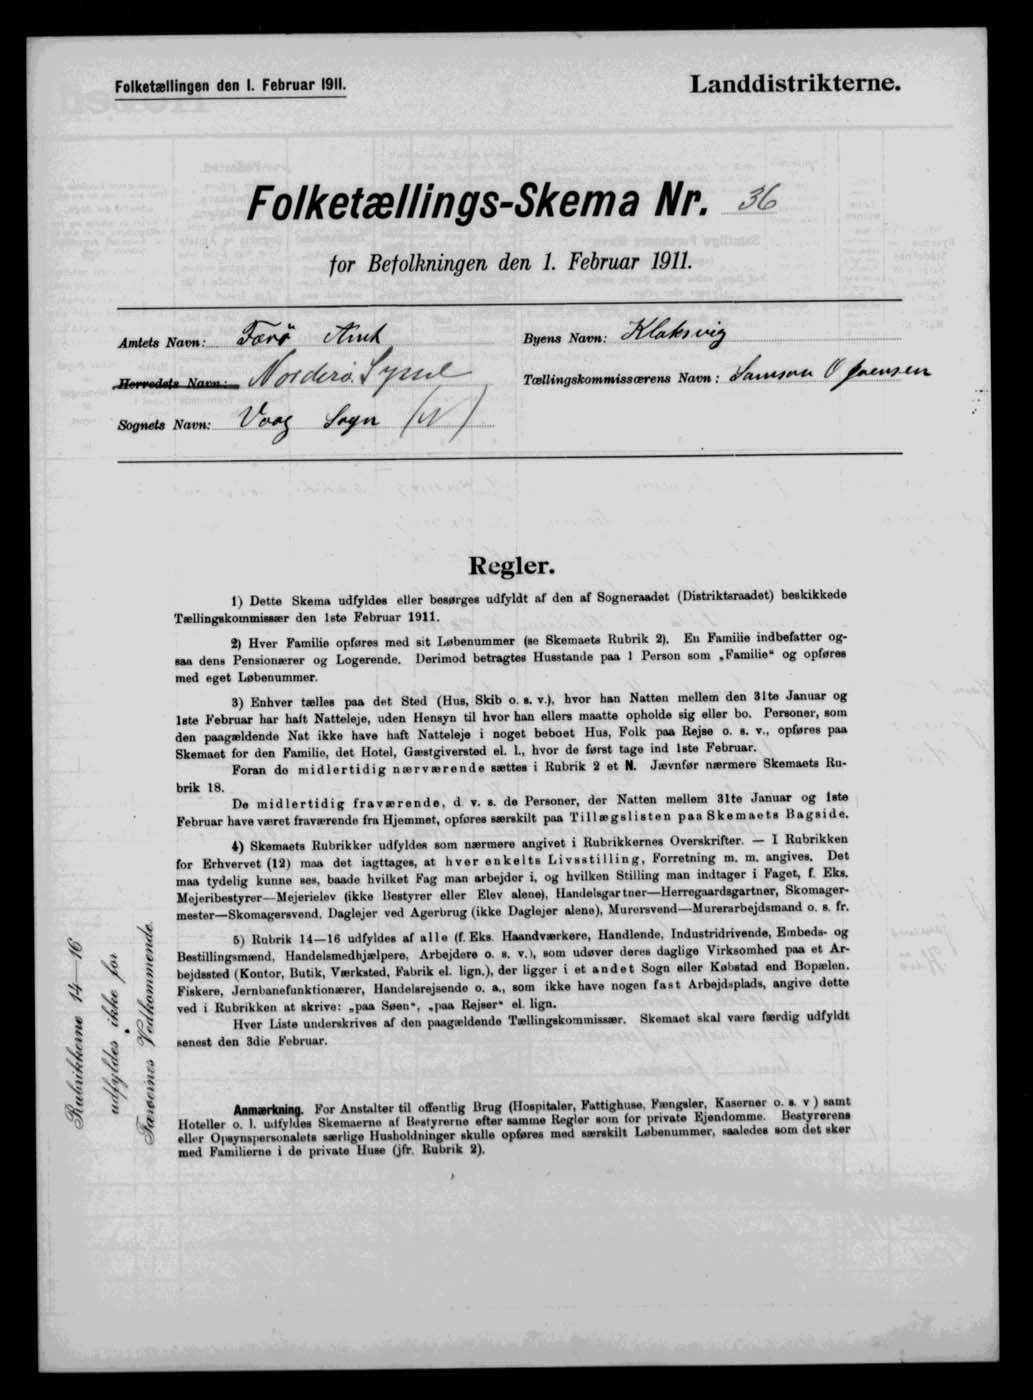 Folketællingen den 1. Februar 1911.
Landdistrikterne.
Folketællings-Skema Nr. 36
for Befolkningen den 1. Februar 1911.
Amtets Navn: Færö Amt
Byens Navn: Klaksvig
Herredets Navn: Norderö Syssel
Tællingskommissærens Navn: Samson O Joensen
Sognets Navn: Vaag Sogn (N)
Regler.
1) Dette Skema udfyldes eller besørges udfyldt af den af Sogneraadet (Distriktsraadet) beskikkede
Tællingskommissær den 1ste Februar 1911.
2) Hver Familie opføres med sit Løbenummer (se Skemaets Rubrik 2). En Familie indbefatter og-
saa dens Pensionærer og Logerende. Derimod betragtes Husstande paa 1 Person som „Familie“ og opføres
med eget Løbenummer.
3) Enhver tælles paa det Sted (Hus, Skib o. s. v.), hvor han Natten mellem den 31te Januar og
1ste Februar har haft Natteleje, uden Hensyn til hvor han ellers maatte opholde sig eller bo. Personer, som
den paagældende Nat ikke have haft Natteleje i noget beboet Hus, Folk paa Rejse o. s. v., opføres paa
Skemaet for den Familie, det Hotel, Gæstgiversted el. l., hvor de først tage ind 1ste Februar.
Foran de midlertidig nærværende sættes i Rubrik 2 et N. Jævnfør nærmere Skemaets Ru-
brik 18.
De midlertidig fraværende, d. v. s. de Personer, der Natten mellem 31te Januar og 1ste
Februar have været fraværende fra Hjemmet, opføres særskilt paa Tillægslisten paa Skemaets Bagside.
4) Skemaets Rubrikker udfyldes som nærmere angivet i Rubrikkernes Overskrifter. — I Rubrikken
for Erhvervet (12) maa det iagttages, at hver enkelts Livsstilling, Forretning m. m. angives. Det
maa tydelig kunne ses, baade hvilket Fag man arbejder i, og hvilken Stilling man indtager i Faget, f. Eks.
Mejeribestyrer—Mejerielev (ikke Bestyrer eller Elev alene), Handelsgartner—Herregaardsgartner, Skomager-
mester—Skomagersvend, Daglejer ved Agerbrug (ikke Daglejer alene), Murersvend—Murerarbejdsmand o. s. fr.
5) Rubrik 14—16 udfyldes af alle (f. Eks. Haandværkere, Handlende, Industridrivende, Embeds- og
Bestillingsmænd, Handelsmedhjælpere, Arbejdere o. s. v.), som udøver deres daglige Virksomhed paa et Ar-
bejdssted (Kontor, Butik, Værksted, Fabrik el. lign.), der ligger i et andet Sogn eller Købstad end Bopælen.
Fiskere, Jernbanefunktionærer, Handelsrejsende o. a., som ikke have nogen fast Arbejdsplads, angive dette
ved i Rubrikken at skrive: „paa Søen“, „paa Rejser“ el. lign.
Hver Liste underskrives af den paagældende Tællingskommissær. Skemaet skal være færdig udfyldt
senest den 3die Februar.
Rubrikkerne 14—16
udfyldes ikke for
Færøernes Vedkommende.
Anmærkning. For Anstalter til offentlig Brug (Hospitaler, Fattighuse, Fængsler, Kaserner o. s. v) samt
Hoteller o. l. udfyldes Skemaerne af Bestyrerne efter samme Regler som for private Ejendomme. Bestyrerens
eller Opsynspersonalets særlige Husholdninger skulle opføres med særskilt Løbenummer, saaledes som det sker
med Familierne i de private Huse (jfr. Rubrik 2).